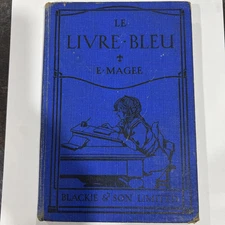 LE
LIVRE·BLEU
E·MAGEE
BLACKIE & SON LIMITED